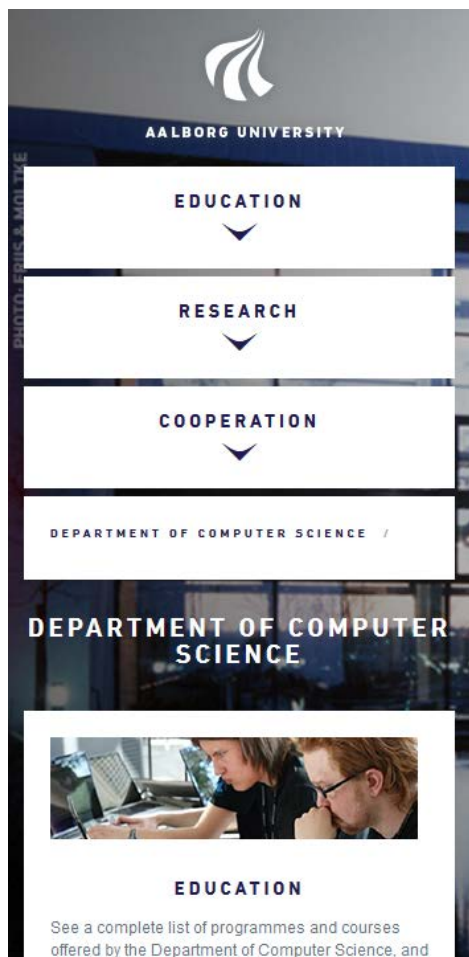 AALBORG UNIVERSITY
PHOTO: FRIIS & MOLTKE
EDUCATION
RESEARCH
COOPERATION
DEPARTMENT OF COMPUTER SCIENCE /
DEPARTMENT OF COMPUTER
SCIENCE
EDUCATION
See a complete list of programmes and courses
offered by the Department of Computer Science, and